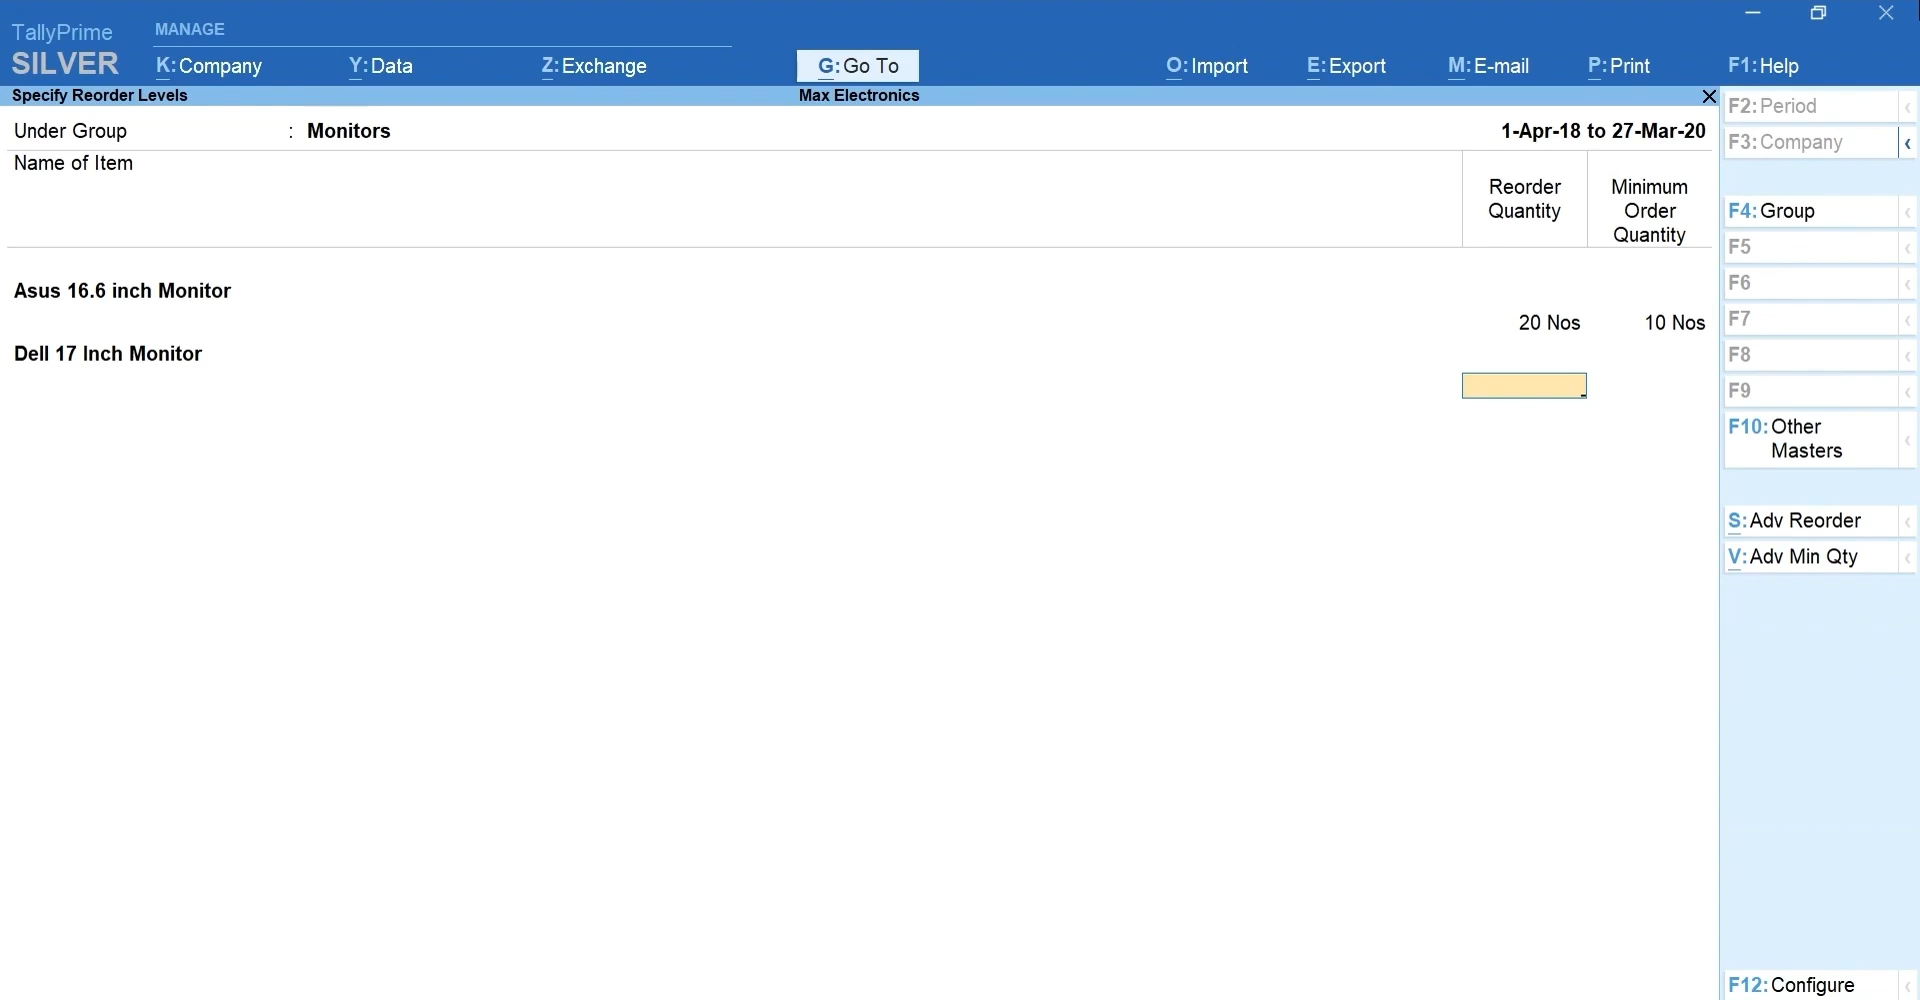 TallyPrime
SILVER
MANAGE
K:Company
Y:Data
Z:Exchange
G:Go To
O:Import
E:Export
M:E-mail
P:Print
F1:Help
Specify Reorder Levels
Max Electronics
Under Group : Monitors
1-Apr-18 to 27-Mar-20
Name of Item
Reorder
Quantity
Minimum
Order
Quantity
Asus 16.6 inch Monitor
20 Nos 10 Nos
Dell 17 Inch Monitor
F2:Period
F3:Company
F4:Group
F5
F6
F7
F8
F9
F10:Other
Masters
S:Adv Reorder
V:Adv Min Qty
F12:Configure